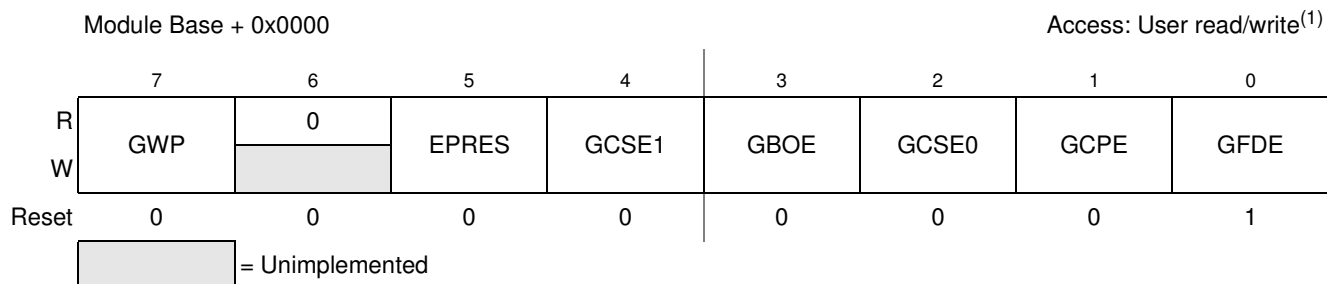 Module Base + 0x0000 Access: User read/write(1)
7 6 5 4 3 2 1 0
R GWP 0 EPRES GCSE1 GBOE GCSE0 GCPE GFDE
W
Reset 0 0 0 0 0 0 0 1
= Unimplemented